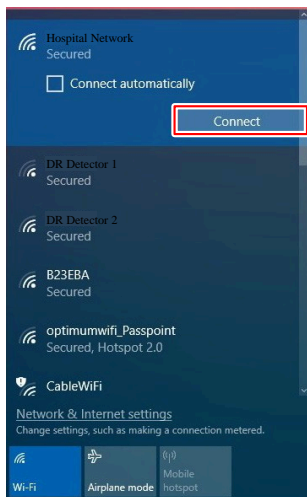 Hospital Network
Secured
Connect automatically
Connect
DR Detector 1
Secured
DR Detector 2
Secured
B23EBA
Secured
optimumwifi_Passpoint
Secured, Hotspot 2.0
CableWiFi
Network & Internet settings
Change settings, such as making a connection metered.
Wi-Fi
Airplane mode
Mobile
hotspot